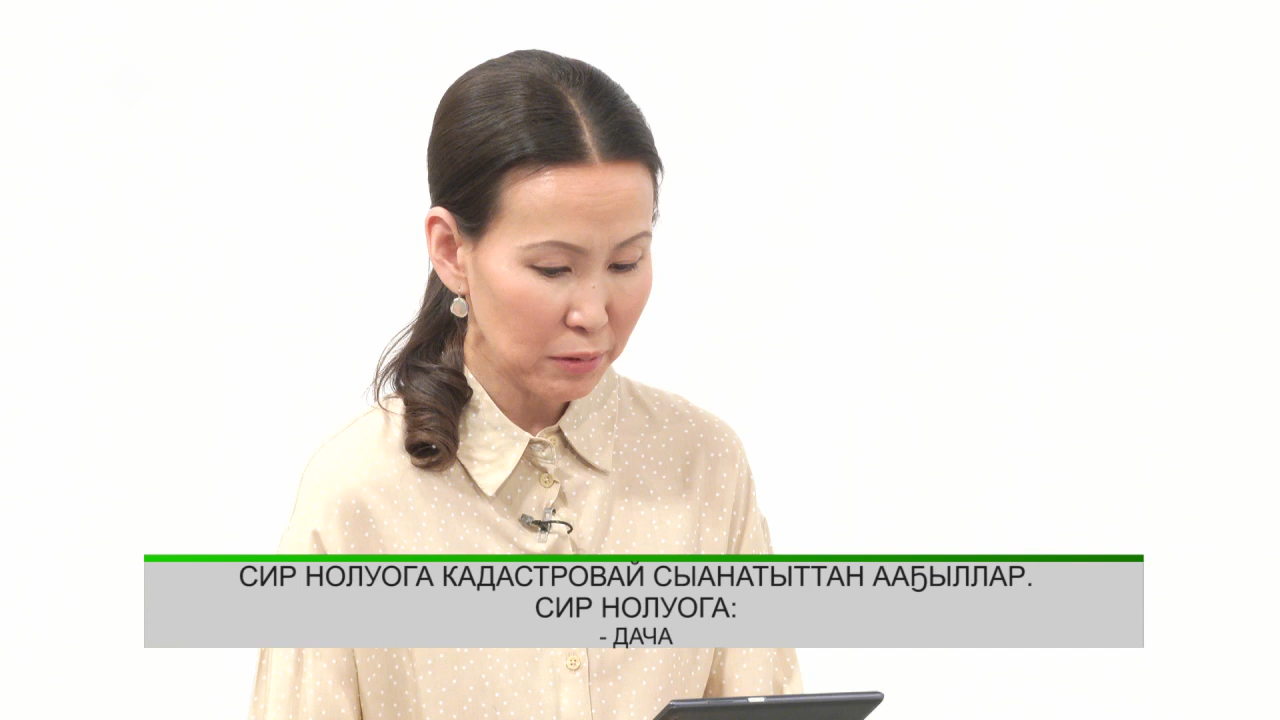 СИР НОЛУОГА КАДАСТРОВАЙ СЫАНАТЫТТАН ААҔЫЛЛАР.
СИР НОЛУОГА:
- ДАЧА